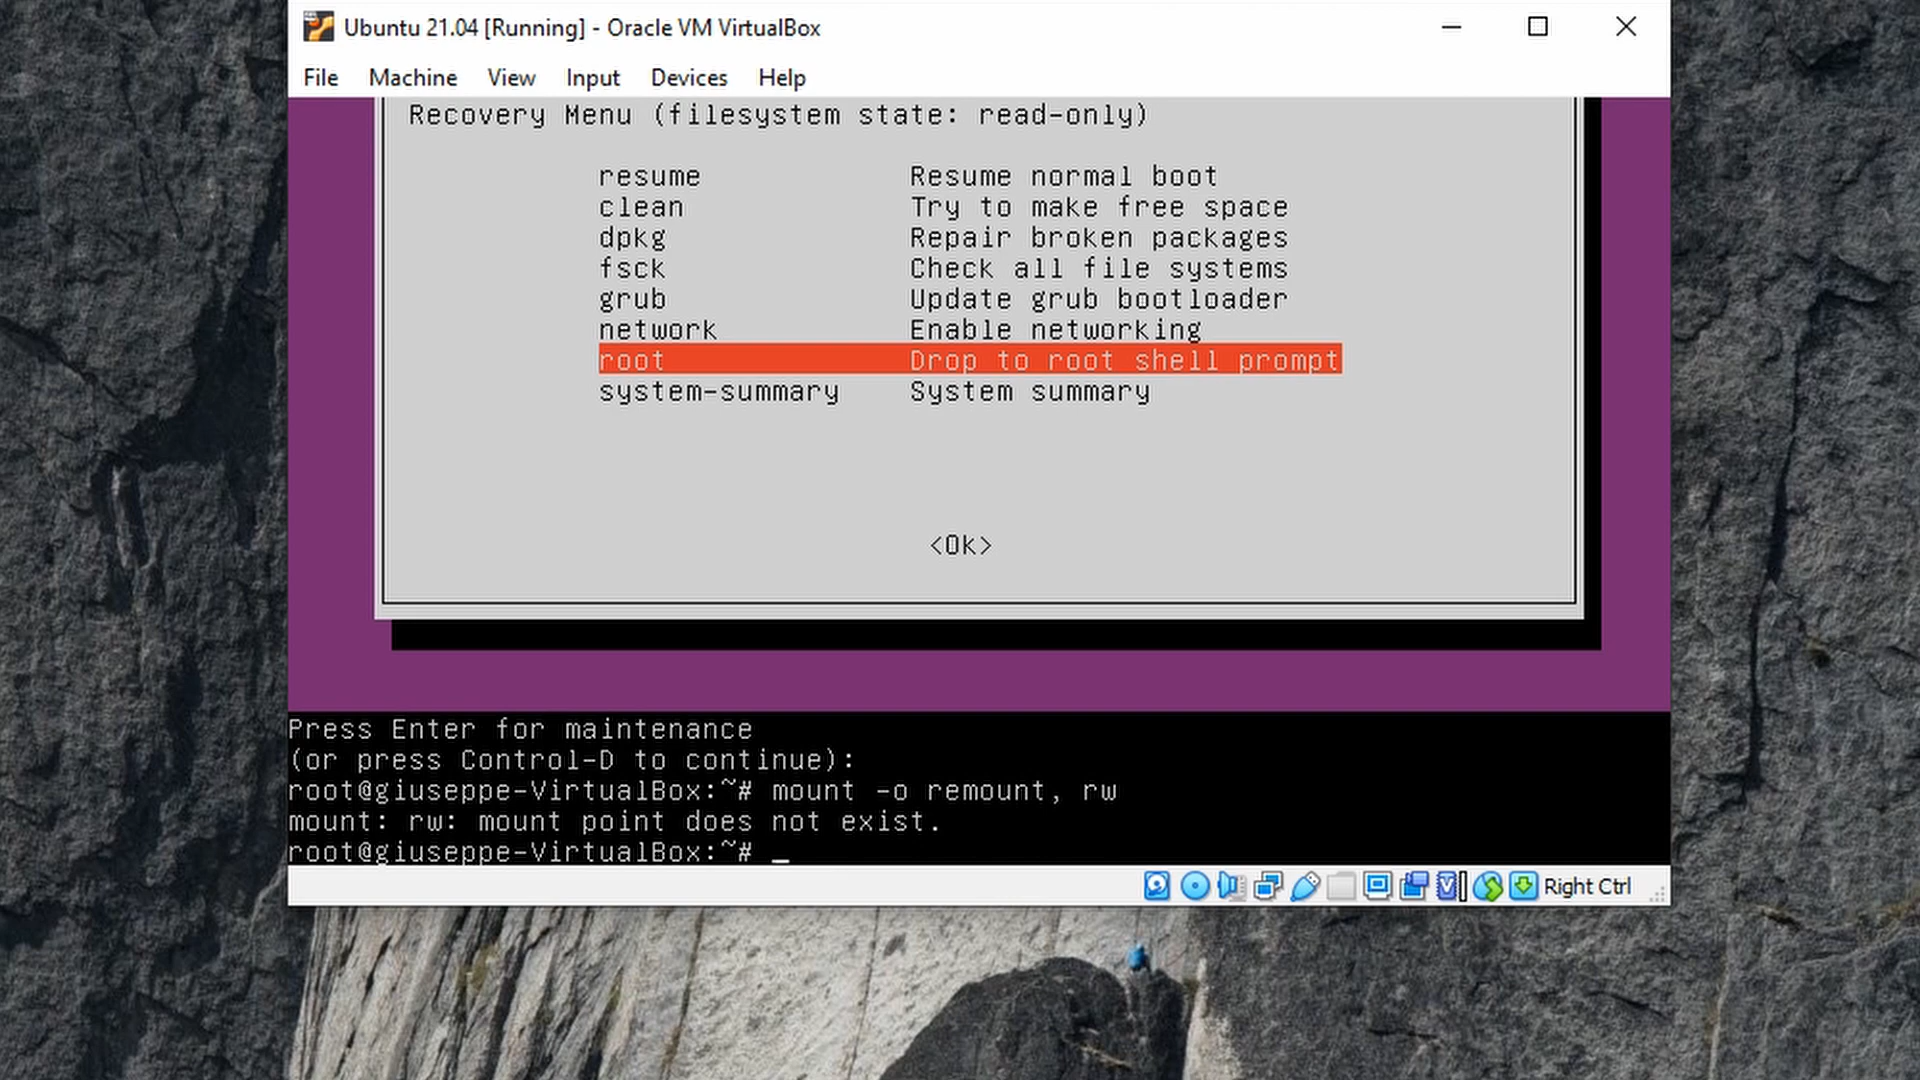 Ubuntu 21.04 [Running] - Oracle VM VirtualBox
File Machine View Input Devices Help
Recovery Menu (filesystem state: read-only)
resume Resume normal boot
clean Try to make free space
dpkg Repair broken packages
fsck Check all file systems
grub Update grub bootloader
network Enable networking
root Drop to root shell prompt
system-summary System summary
<Ok>
Press Enter for maintenance
(or press Control-D to continue):
root@giuseppe-VirtualBox:~# mount -o remount, rw
mount: rw: mount point does not exist.
root@giuseppe-VirtualBox:~# _
Right Ctrl